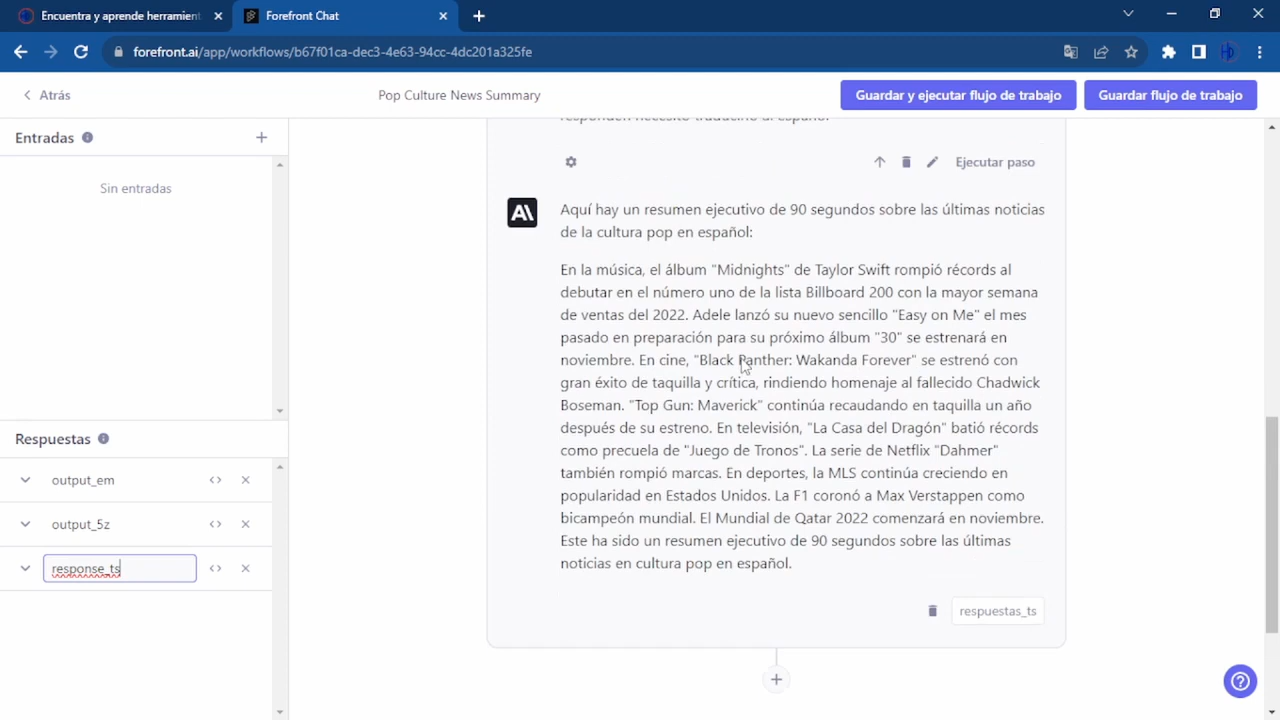 Encuentra y aprende herramient
Forefront Chat
forefront.ai/app/workflows/b67f01ca-dec3-4e63-94cc-4dc201a325fe
Atrás
Pop Culture News Summary
Guardar y ejecutar flujo de trabajo
Guardar flujo de trabajo
Entradas
Sin entradas
Respuestas
output_em
output_5z
response_ts
Ejecutar paso
Aquí hay un resumen ejecutivo de 90 segundos sobre las últimas noticias
de la cultura pop en español:
En la música, el álbum "Midnights" de Taylor Swift rompió récords al
debutar en el número uno de la lista Billboard 200 con la mayor semana
de ventas del 2022. Adele lanzó su nuevo sencillo "Easy on Me" el mes
pasado en preparación para su próximo álbum "30" se estrenará en
noviembre. En cine, "Black Panther: Wakanda Forever" se estrenó con
gran éxito de taquilla y crítica, rindiendo homenaje al fallecido Chadwick
Boseman. "Top Gun: Maverick" continúa recaudando en taquilla un año
después de su estreno. En televisión, "La Casa del Dragón" batió récords
como precuela de "Juego de Tronos". La serie de Netflix "Dahmer"
también rompió marcas. En deportes, la MLS continúa creciendo en
popularidad en Estados Unidos. La F1 coronó a Max Verstappen como
bicampeón mundial. El Mundial de Qatar 2022 comenzará en noviembre.
Este ha sido un resumen ejecutivo de 90 segundos sobre las últimas
noticias en cultura pop en español.
respuestas_ts